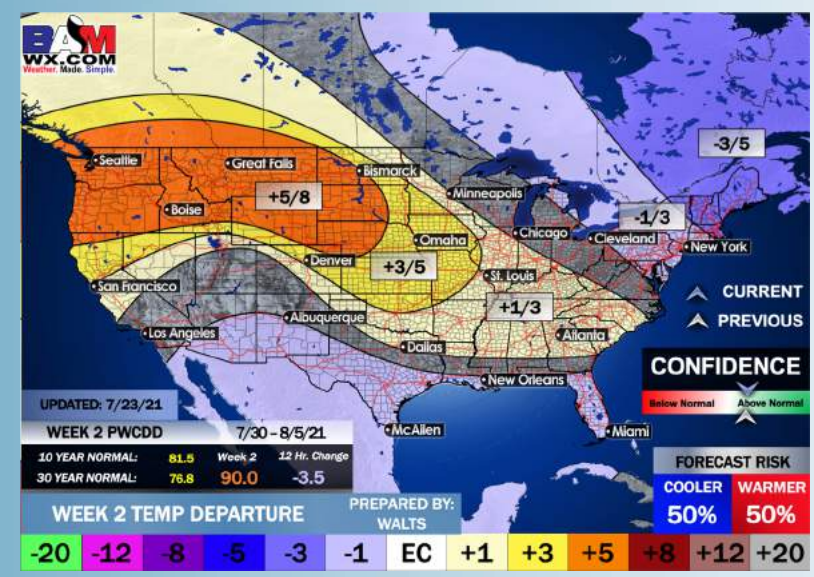 BAM
WX.COM
Weather. Made. Simple.
-3/5
Seattle
Great Falls
Bismarck
+5/8
Minneapolis
Boise
-1/3
Chicago
Cleveland
New York
Omaha
Denver
+3/5
St. Louis
San Francisco
+1/3
CURRENT
PREVIOUS
Albuquerque
Los Angeles
Atlanta
Dallas
CONFIDENCE
Below Normal Above Normal
New Orleans
McAllen
Miami
UPDATED: 7/23/21
WEEK 2 PWCDD 7/30 - 8/5/21
10 YEAR NORMAL: 81.5 Week 2 12 Hr. Change
30 YEAR NORMAL: 76.8 90.0 -3.5
FORECAST RISK
COOLER WARMER
50% 50%
WEEK 2 TEMP DEPARTURE
PREPARED BY:
WALTS
-20 -12 -8 -5 -3 -1 EC +1 +3 +5 +8 +12 +20